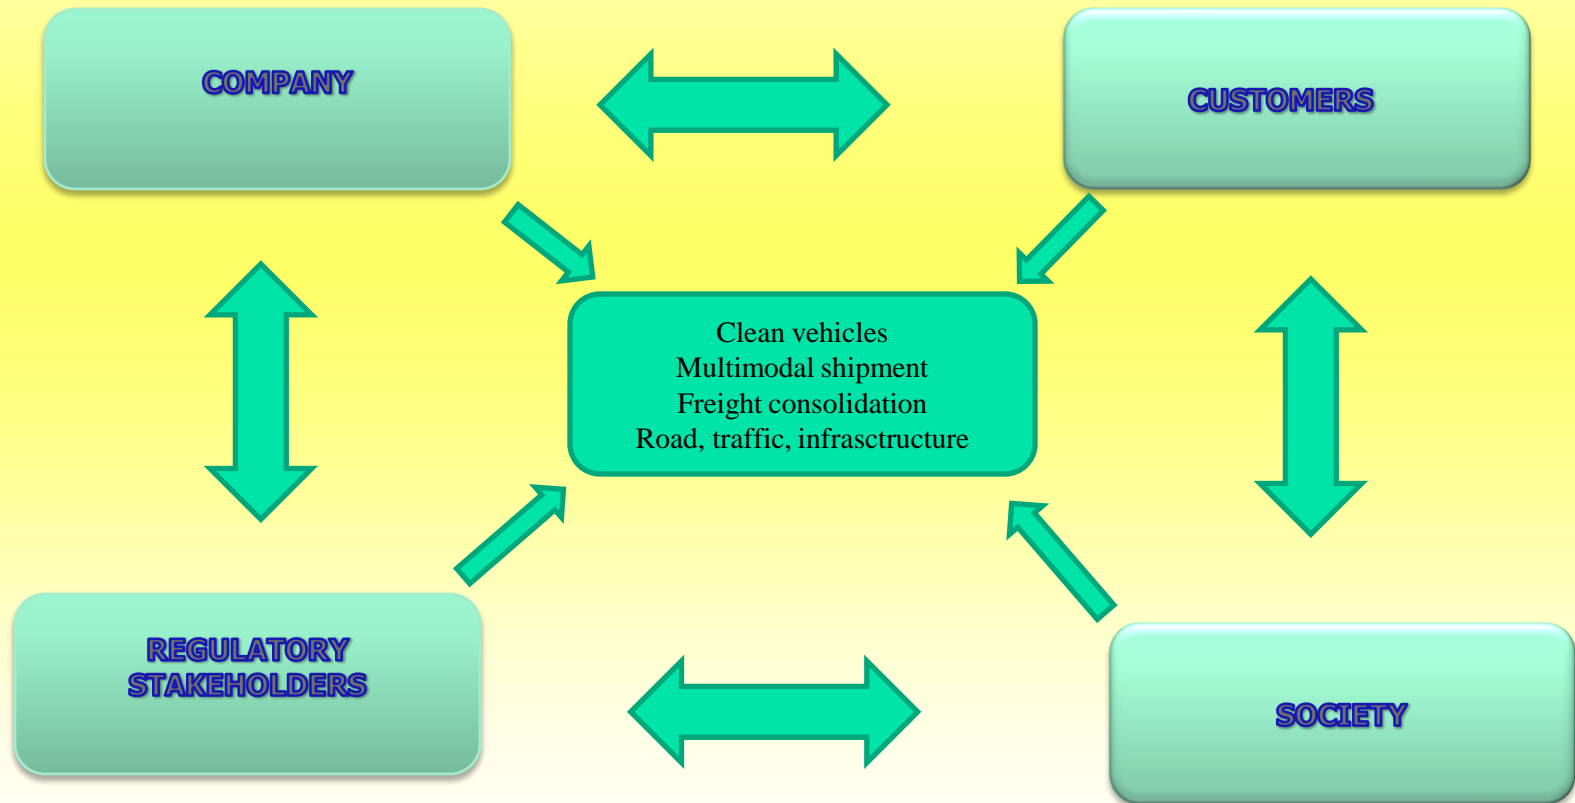 COMPANY
CUSTOMERS
Clean vehicles
Multimodal shipment
Freight consolidation
Road, traffic, infrasctructure
REGULATORY
STAKEHOLDERS
SOCIETY